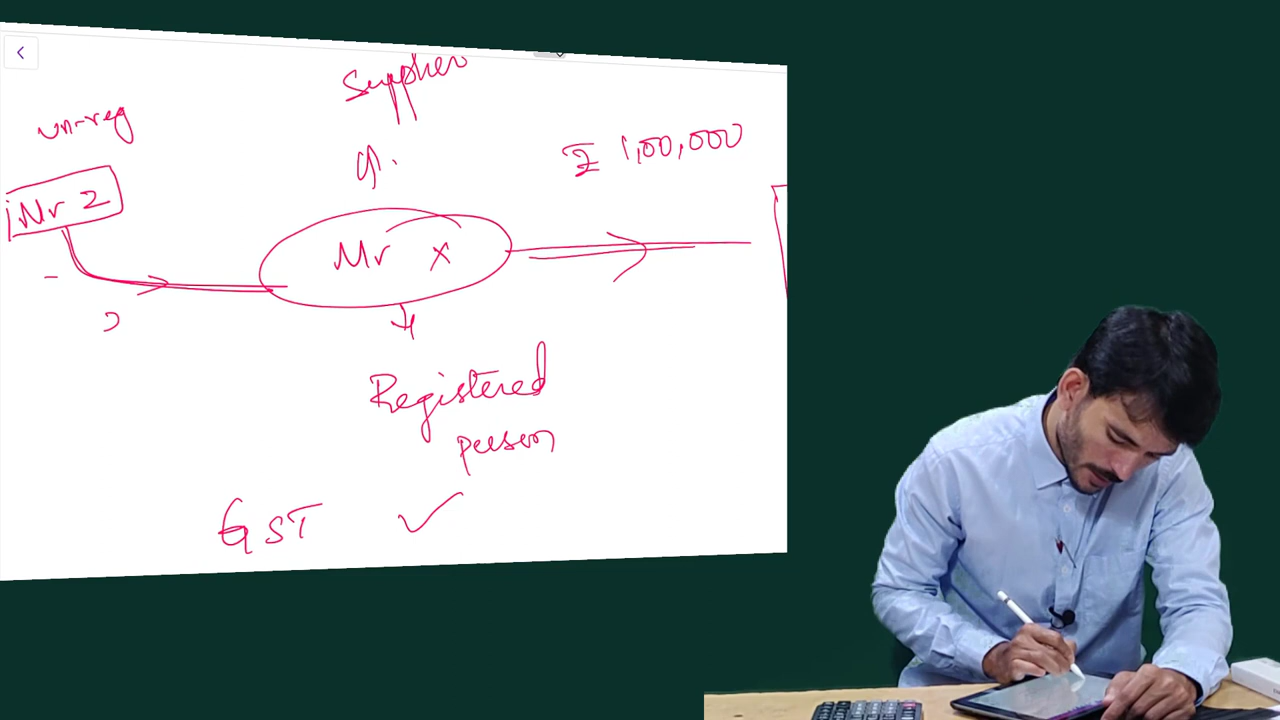 Supplier
un-reg
₹ 1,00,000
Mr Z
Mr X
Registered
person
GST ✓